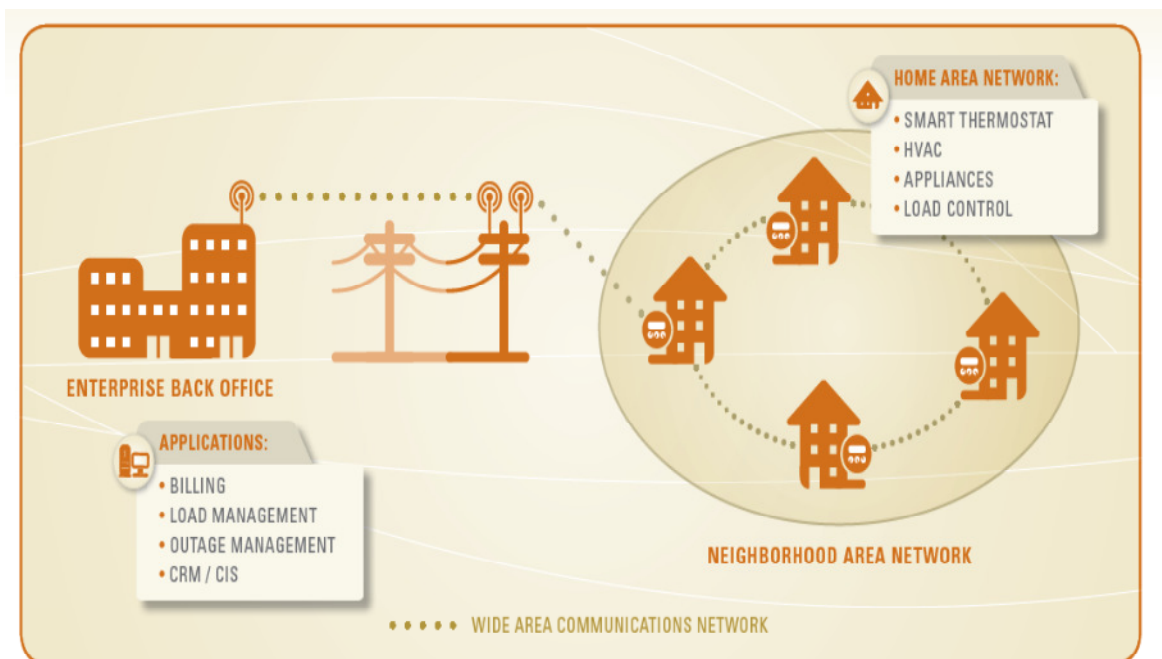 HOME AREA NETWORK:
• SMART THERMOSTAT
• HVAC
• APPLIANCES
• LOAD CONTROL
ENTERPRISE BACK OFFICE
APPLICATIONS:
• BILLING
• LOAD MANAGEMENT
• OUTAGE MANAGEMENT
• CRM / CIS
NEIGHBORHOOD AREA NETWORK
WIDE AREA COMMUNICATIONS NETWORK